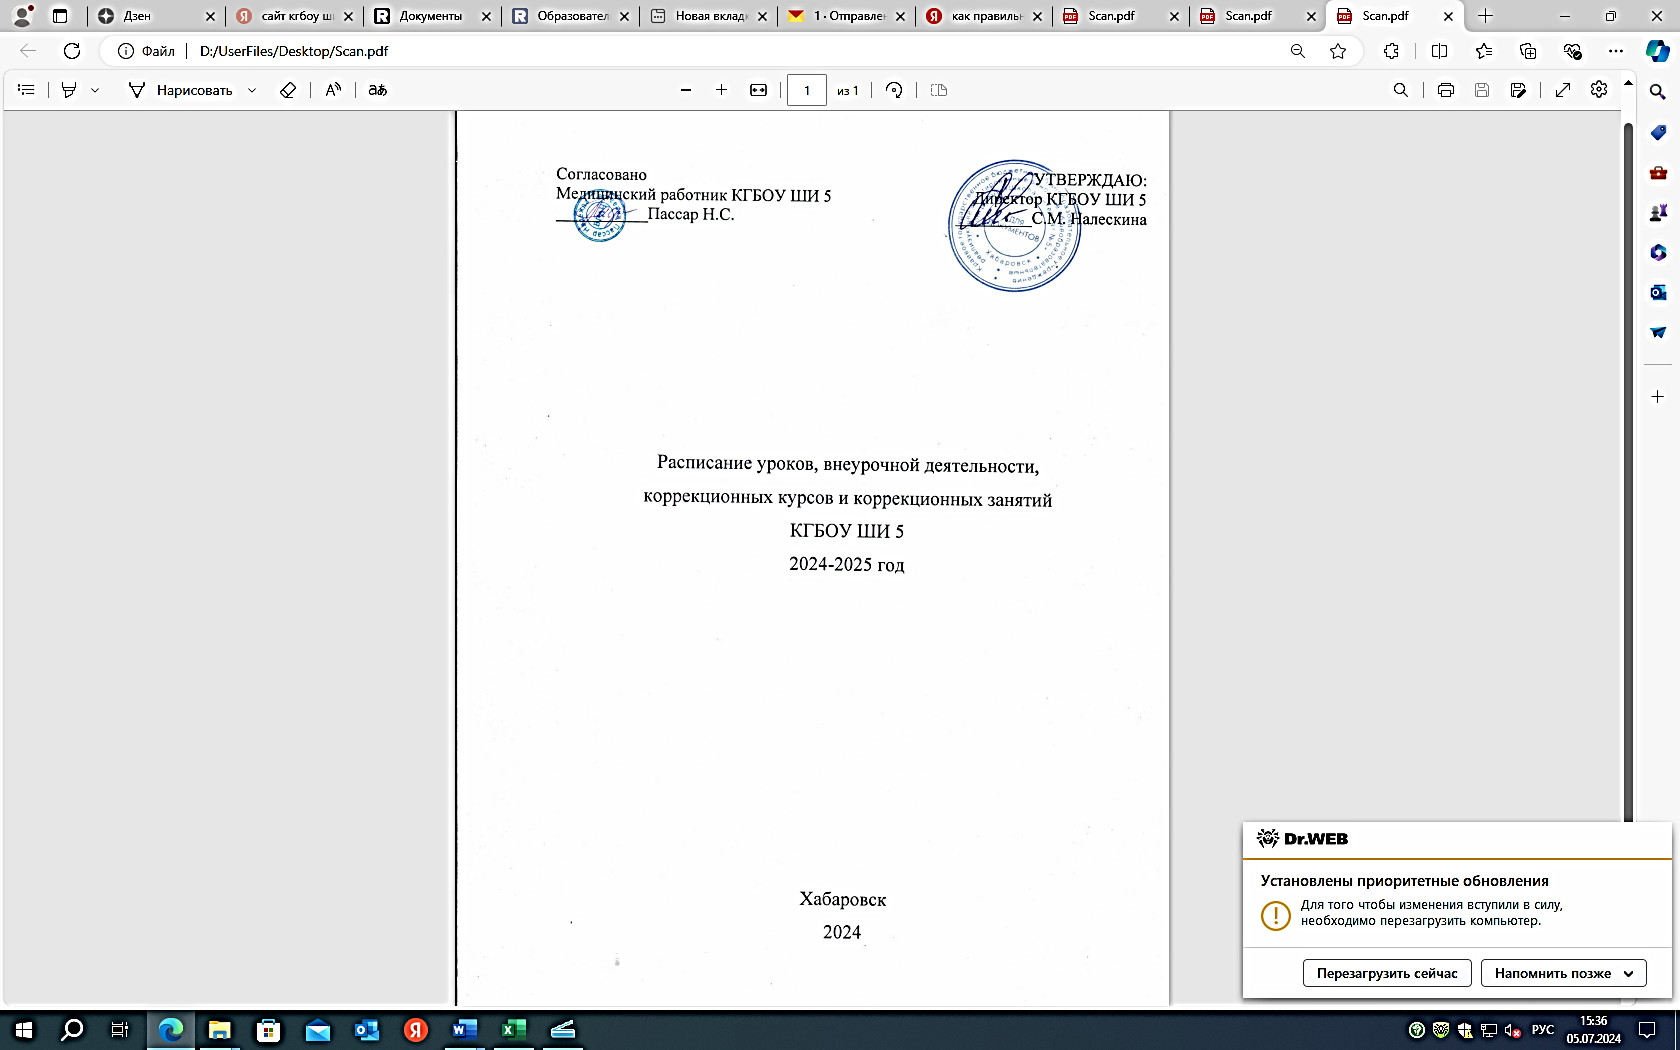 Дзен
сайт кгбоу ш
Документы
Образовател
Новая вклад
1 · Отправлен
как правильн
Scan.pdf
Scan.pdf
Scan.pdf
Файл
D:/UserFiles/Desktop/Scan.pdf
Нарисовать
1 из 1
Согласовано
Медицинский работник КГБОУ ШИ 5
Пассар Н.С.
УТВЕРЖДАЮ:
Директор КГБОУ ШИ 5
С.М. Налескина
Расписание уроков, внеурочной деятельности,
коррекционных курсов и коррекционных занятий
КГБОУ ШИ 5
2024-2025 год
Хабаровск
2024
Dr.WEB
Установлены приоритетные обновления
Для того чтобы изменения вступили в силу,
необходимо перезагрузить компьютер.
Перезагрузить сейчас
Напомнить позже
РУС
15:36
05.07.2024